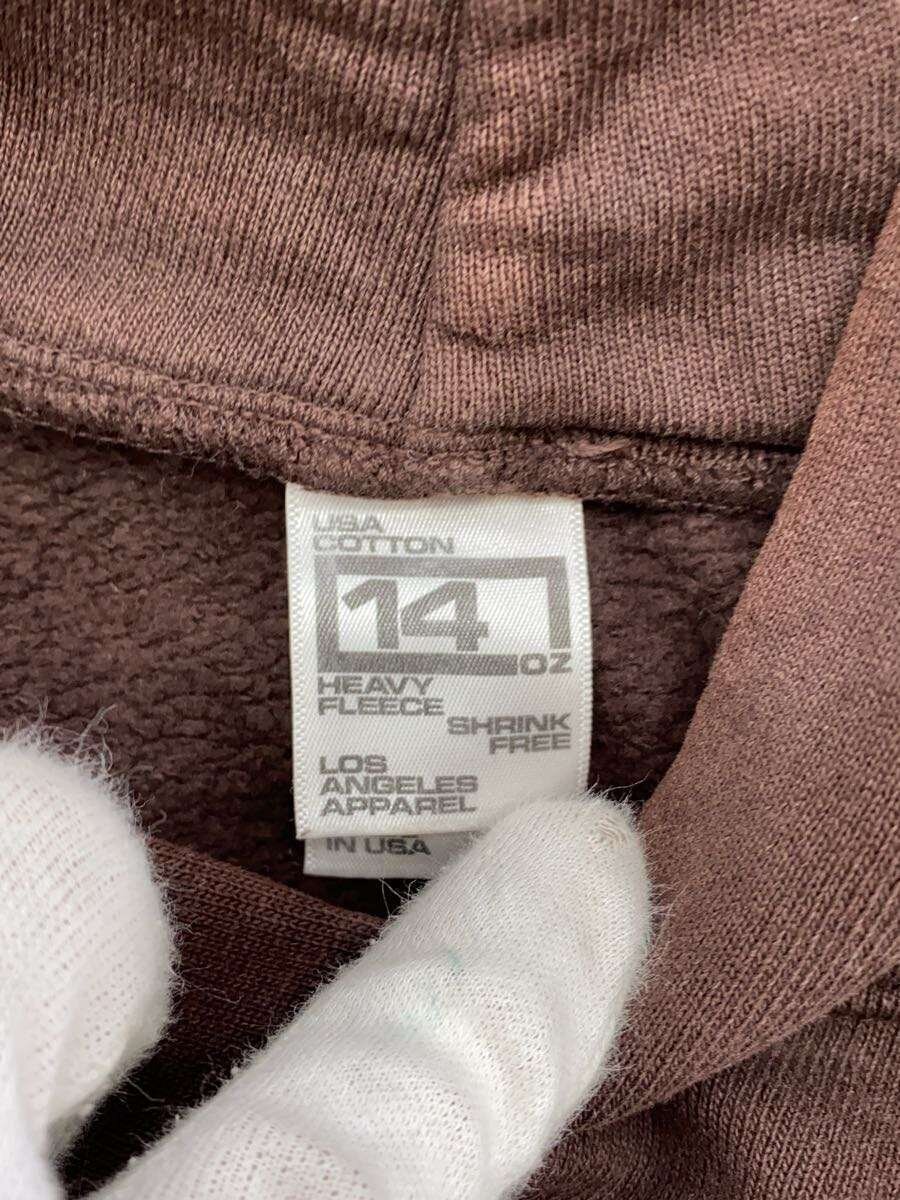 USA
COTTON
14
OZ
HEAVY
FLEECE
SHRINK
FREE
LOS
ANGELES
APPAREL
IN USA